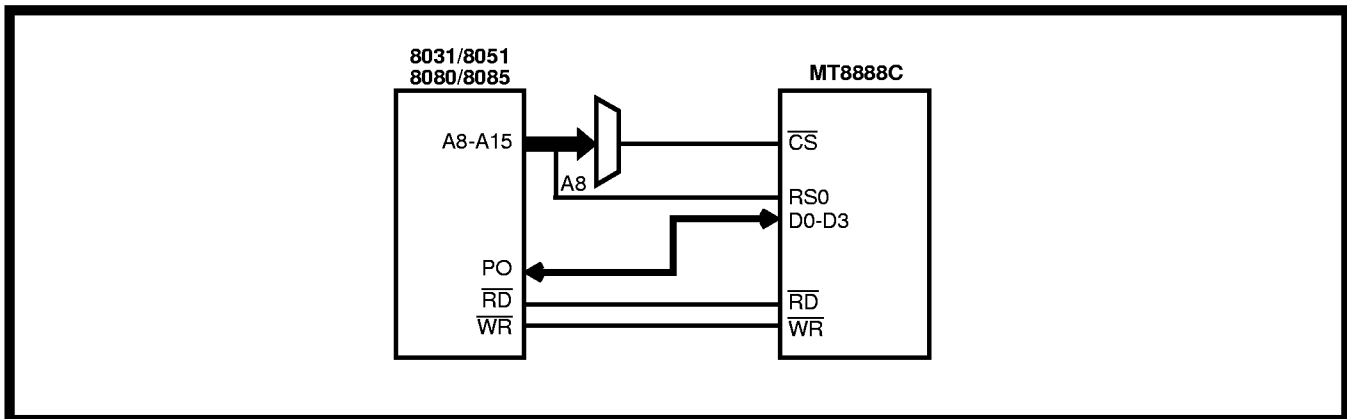 8031/8051
8080/8085
MT8888C
A8-A15
CS
A8
RS0
D0-D3
PO
RD
RD
WR
WR